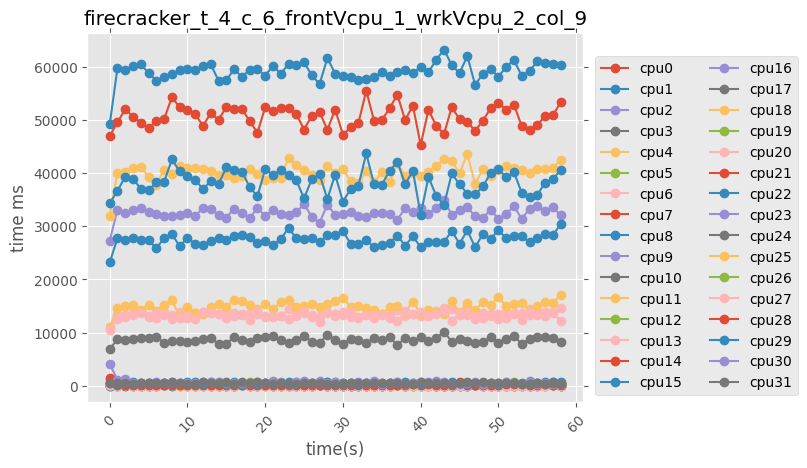 firecracker_t_4_c_6_frontVcpu_1_wrkVcpu_2_col_9
time ms
60000
50000
40000
30000
20000
10000
0
0
10
20
30
40
50
60
time(s)
cpu0
cpu1
cpu2
cpu3
cpu4
cpu5
cpu6
cpu7
cpu8
cpu9
cpu10
cpu11
cpu12
cpu13
cpu14
cpu15
cpu16
cpu17
cpu18
cpu19
cpu20
cpu21
cpu22
cpu23
cpu24
cpu25
cpu26
cpu27
cpu28
cpu29
cpu30
cpu31